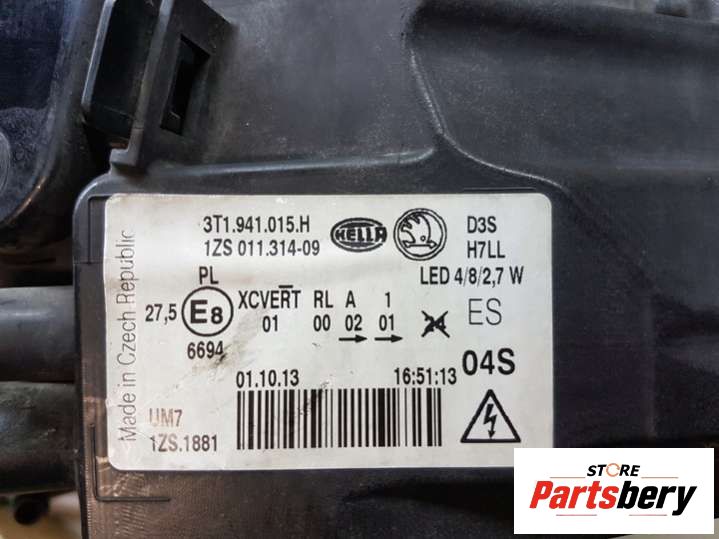 3T1.941.015.H
1ZS 011.314-09
HELLA
D3S
H7LL
LED 4/8/2,7 W
Made in Czech Republic
PL
27,5 E8
6694
XCVERT RL A 1
01 00 02 01
24 ES
04S
01.10.13 16:51:13
UM7
1ZS.1881
STORE
Partsbery